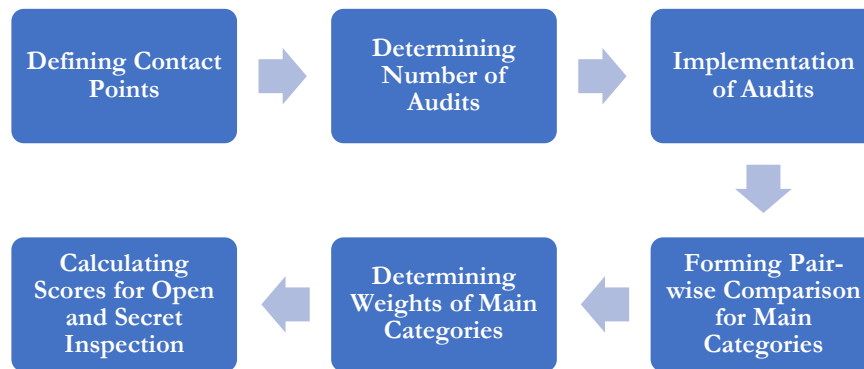 Defining Contact
Points
Determining
Number of
Audits
Implementation
of Audits
Forming Pair-
wise Comparison
for Main
Categories
Determining
Weights of Main
Categories
Calculating
Scores for Open
and Secret
Inspection